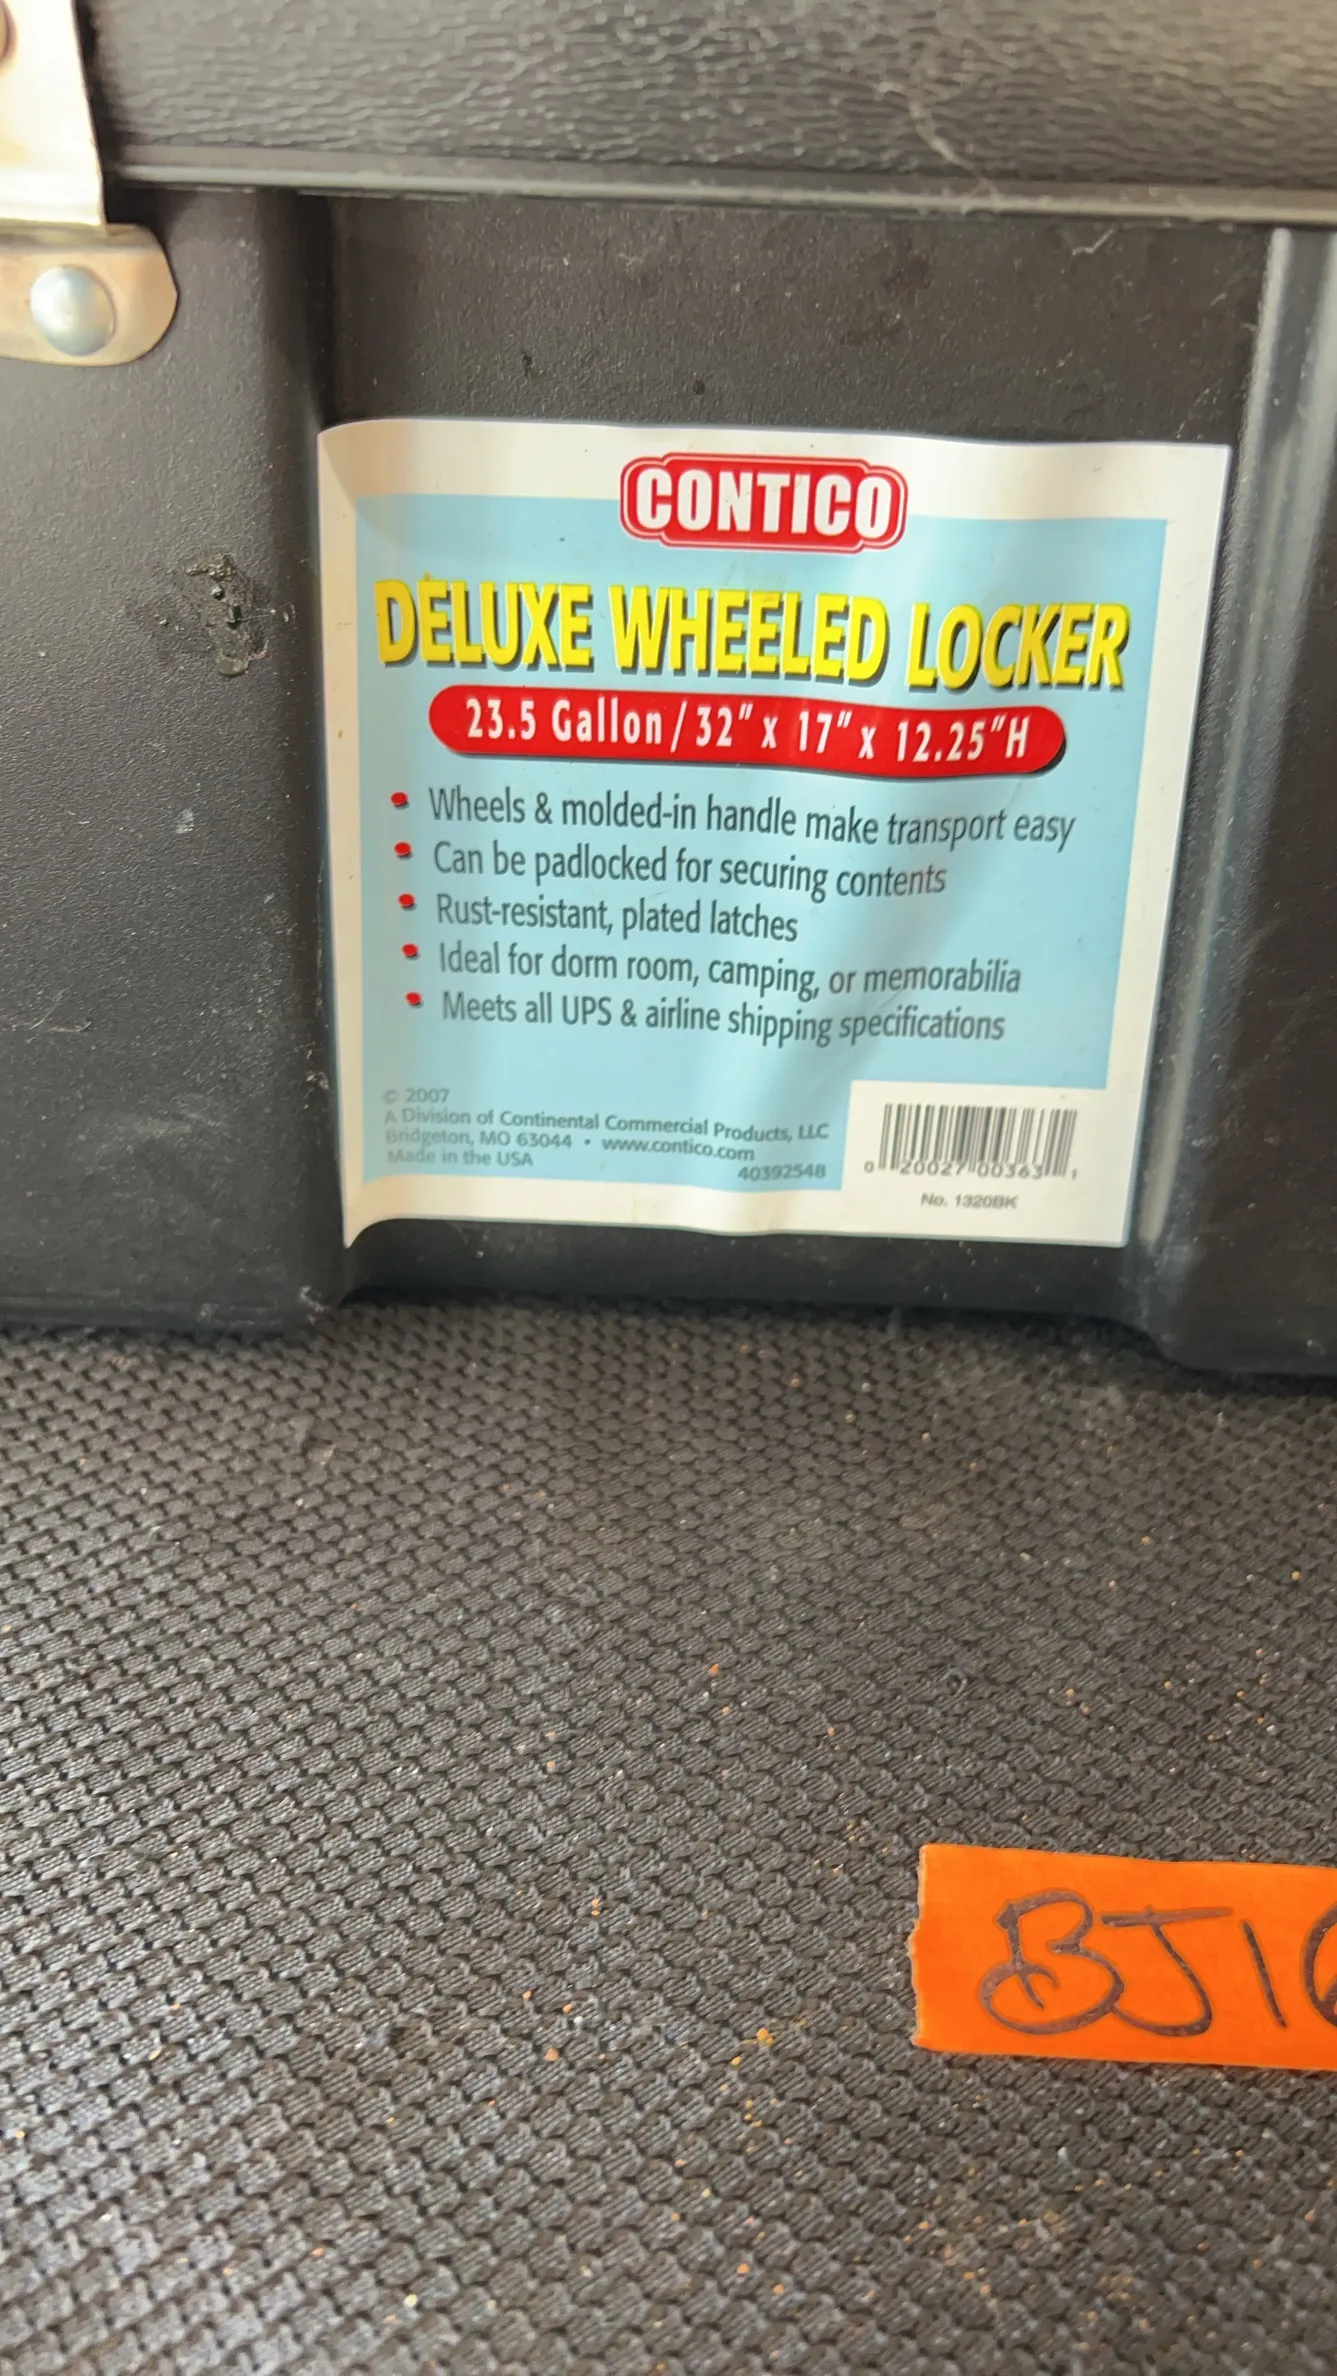 CONTICO
DELUXE WHEELED LOCKER
23.5 Gallon / 32" x 17" x 12.25"H
• Wheels & molded-in handle make transport easy
• Can be padlocked for securing contents
• Rust-resistant, plated latches
• Ideal for dorm room, camping, or memorabilia
• Meets all UPS & airline shipping specifications
© 2007
A Division of Continental Commercial Products, LLC
Bridgeton, MO 63044 • www.contico.com
Made in the USA
40392548
0 20027 00363 1
No. 1320BK
BJ1